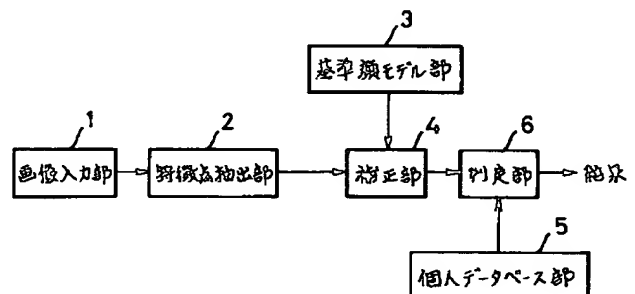 3
基準顔モデル部
1
2
4
6
画像入力部
特徴点抽出部
補正部
判定部
結果
5
個人データベース部